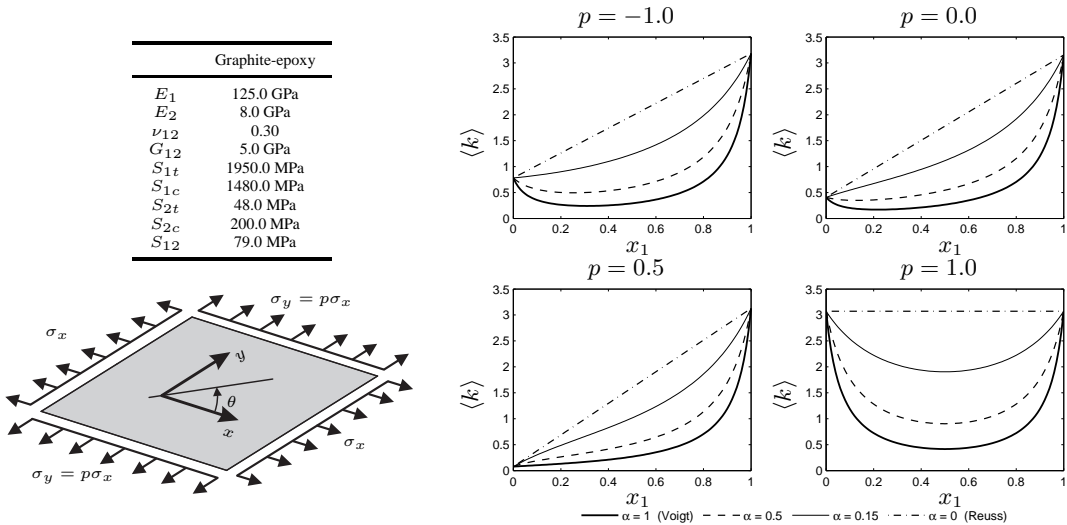 Graphite-epoxy
E₁ 125.0 GPa
E₂ 8.0 GPa
ν₁₂ 0.30
G₁₂ 5.0 GPa
S₁ₜ 1950.0 MPa
S₁c 1480.0 MPa
S₂ₜ 48.0 MPa
S₂c 200.0 MPa
S₁₂ 79.0 MPa
σ_y = pσ_x
σ_x
y
θ
x
σ_x
σ_y = pσ_x
p = −1.0
3.5
3
2.5
2
1.5
1
0.5
0
⟨k⟩
0 0.2 0.4 0.6 0.8 1
x₁
p = 0.0
3.5
3
2.5
2
1.5
1
0.5
0
⟨k⟩
0 0.2 0.4 0.6 0.8 1
x₁
p = 0.5
3.5
3
2.5
2
1.5
1
0.5
0
⟨k⟩
0 0.2 0.4 0.6 0.8 1
x₁
p = 1.0
3.5
3
2.5
2
1.5
1
0.5
0
⟨k⟩
0 0.2 0.4 0.6 0.8 1
x₁
α = 1 (Voigt) α = 0.5 α = 0.15 α = 0 (Reuss)